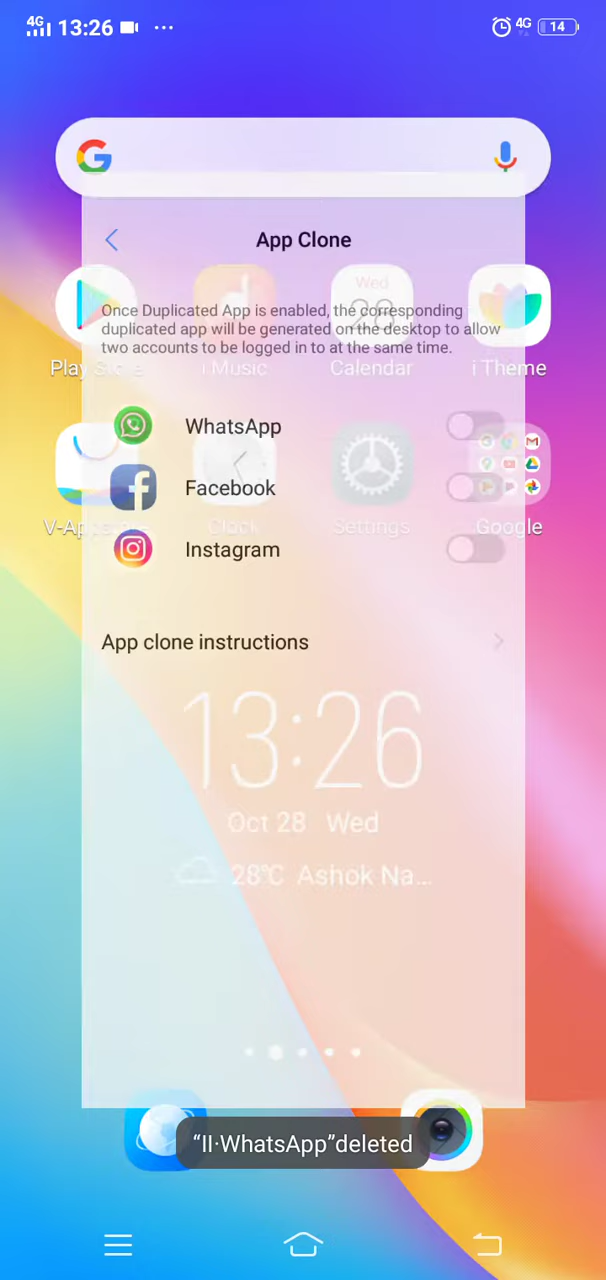 4G 13:26 ... 4G 14
G
App Clone
Wed
28
Once Duplicated App is enabled, the corresponding
duplicated app will be generated on the desktop to allow
two accounts to be logged in to at the same time.
Play Store i Music Calendar i Theme
WhatsApp
Facebook
V-Appstore Clock Settings Google
Instagram
App clone instructions
13:26
Oct 28 Wed
28°C Ashok Na...
“II·WhatsApp”deleted